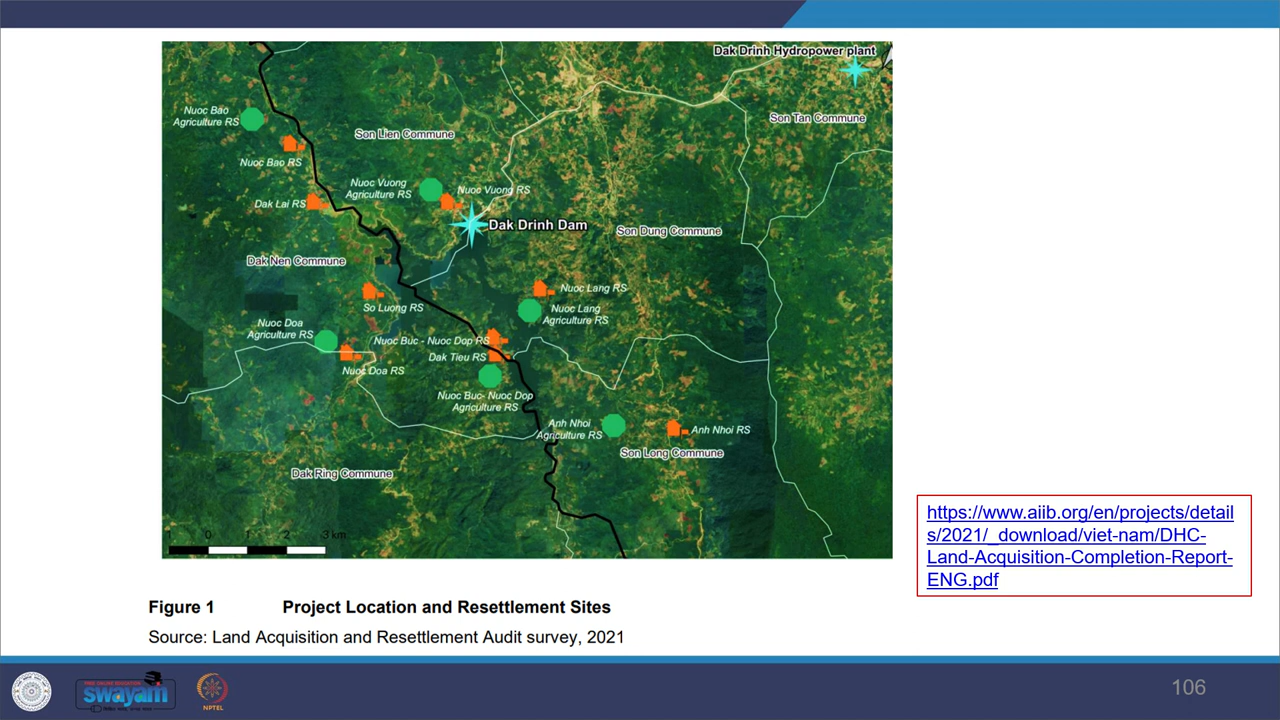 Dak Drinh Hydropower plant
Nuoc Bao
Agriculture RS
Son Lien Commune
Son Tan Commune
Nuoc Bao RS
Nuoc Vuong
Agriculture RS
Nuoc Vuong RS
Dak Lai RS
Dak Drinh Dam
Son Dung Commune
Dak Nen Commune
Nuoc Lang RS
So Luong RS
Nuoc Lang
Agriculture RS
Nuoc Doa
Agriculture RS
Nuoc Buc - Nuoc Dop RS
Dak Tieu RS
Nuoc Doa RS
Nuoc Buc- Nuoc Dop
Agriculture RS
Anh Nhoi
Agriculture RS
Anh Nhoi RS
Son Long Commune
Dak Ring Commune
1 0 1 2 3 km
https://www.aiib.org/en/projects/detail
s/2021/_download/viet-nam/DHC-
Land-Acquisition-Completion-Report-
ENG.pdf
Figure 1 Project Location and Resettlement Sites
Source: Land Acquisition and Resettlement Audit survey, 2021
swayam
NPTEL
106